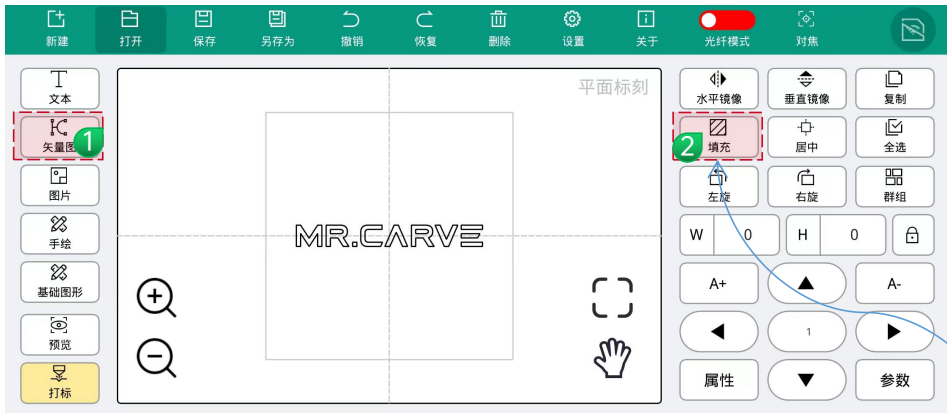 新建 打开 保存 另存为 撤销 恢复 删除 设置 关于 光纤模式 对焦
文本
矢量图 1
图片
手绘
基础图形
预览
打标
平面标刻
MR.CARVE
水平镜像 垂直镜像 复制
2 填充 居中 全选
左旋 右旋 群组
W 0 H 0
A+ A-
1
属性 参数